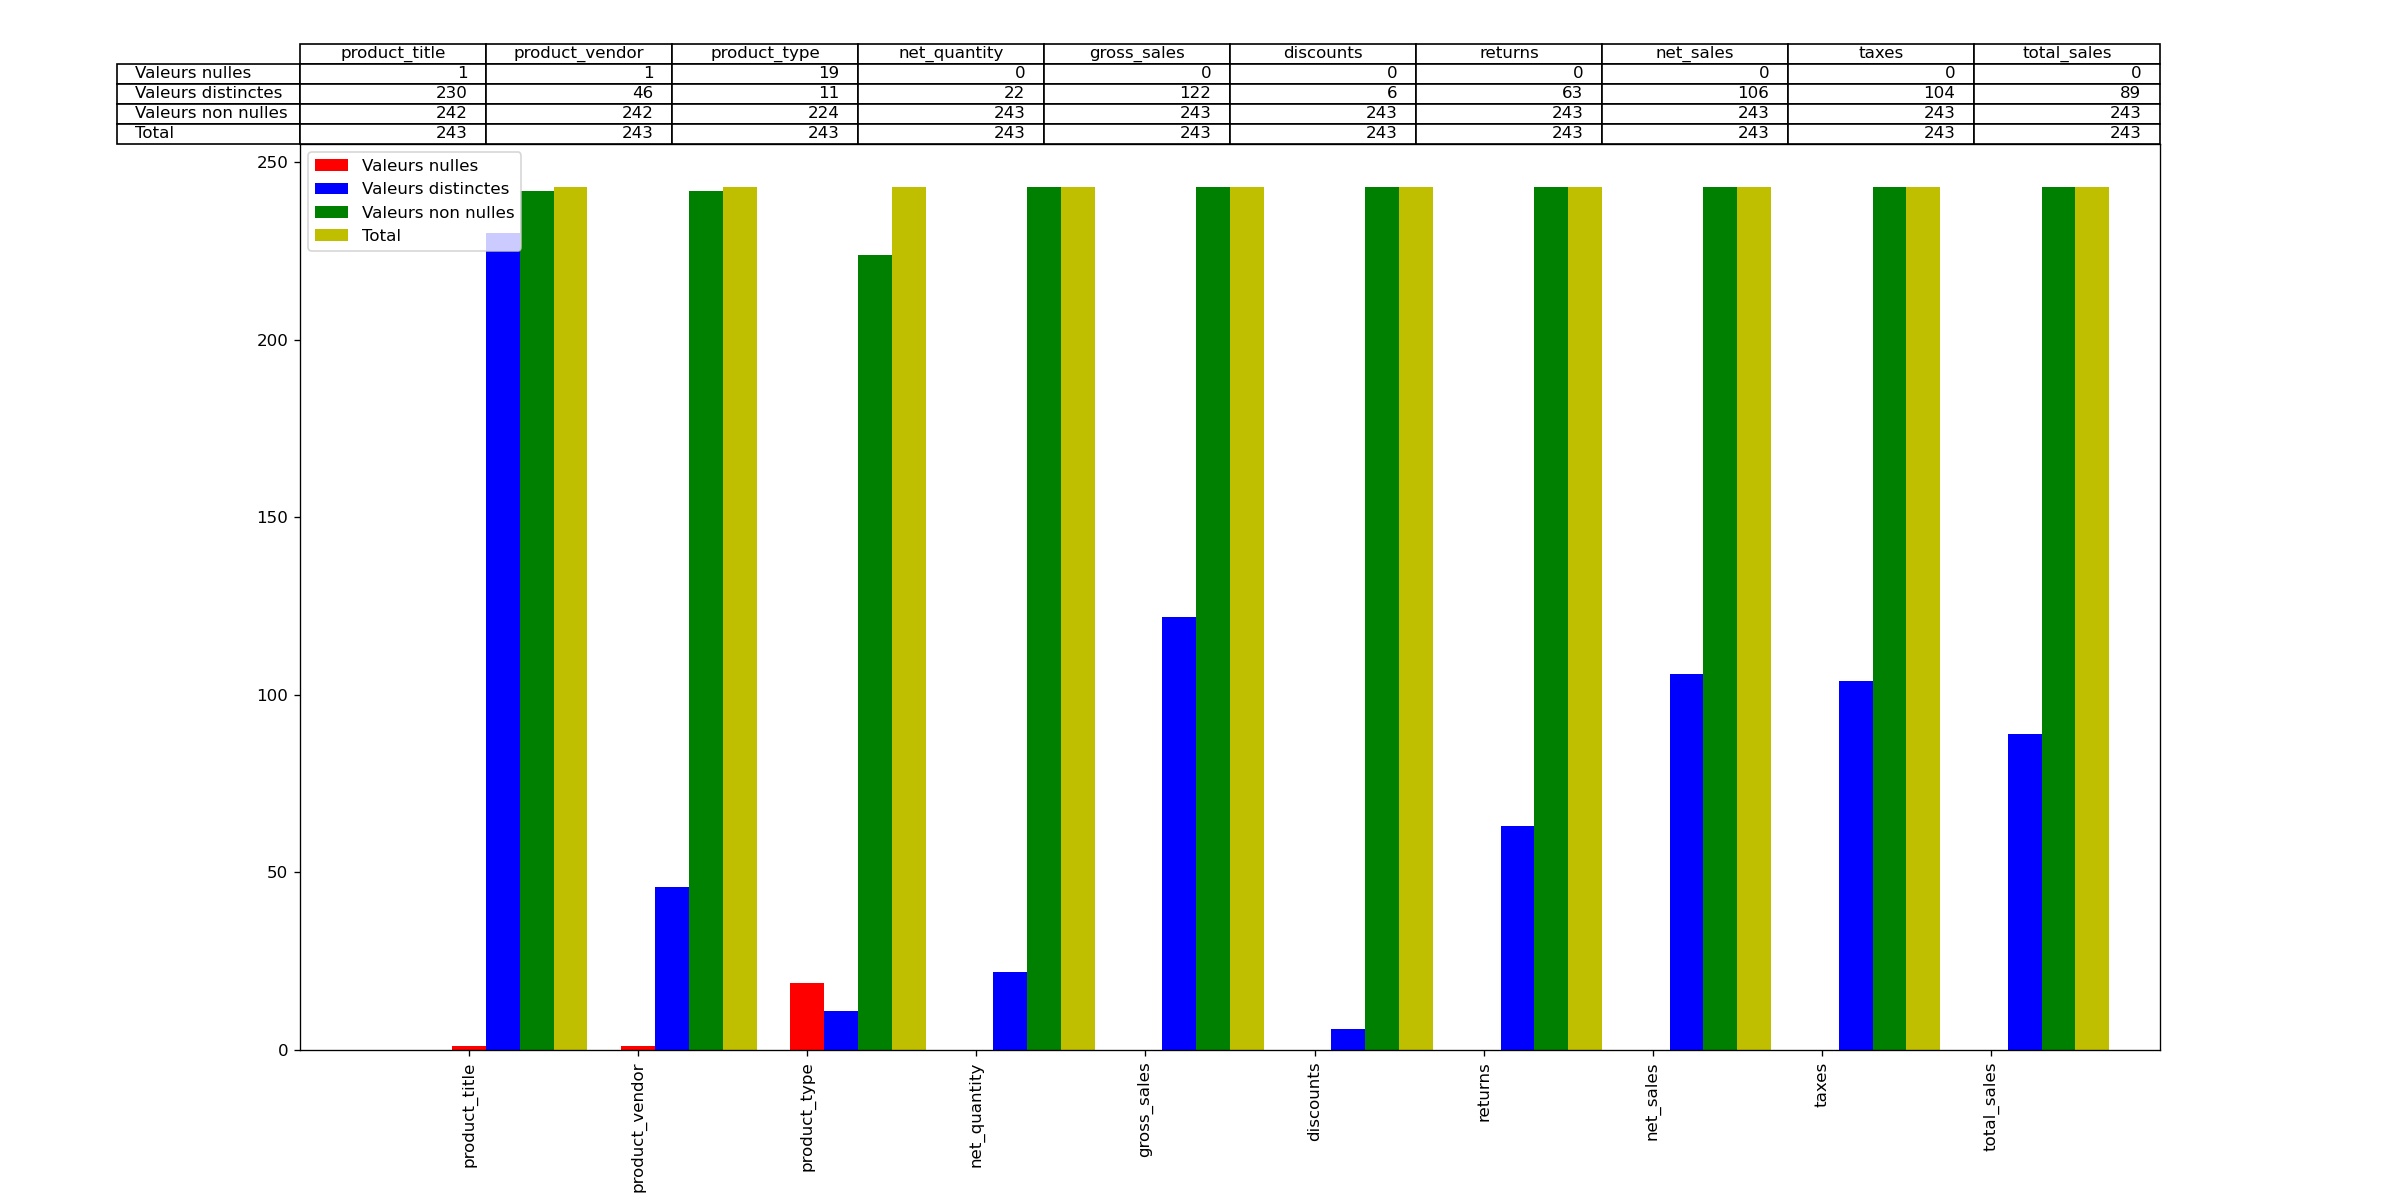 product_title product_vendor product_type net_quantity gross_sales discounts returns net_sales taxes total_sales
Valeurs nulles 1 1 19 0 0 0 0 0 0 0
Valeurs distinctes 230 46 11 22 122 6 63 106 104 89
Valeurs non nulles 242 242 224 243 243 243 243 243 243 243
Total 243 243 243 243 243 243 243 243 243 243
Valeurs nulles
Valeurs distinctes
Valeurs non nulles
Total
250
200
150
100
50
0
product_title
product_vendor
product_type
net_quantity
gross_sales
discounts
returns
net_sales
taxes
total_sales